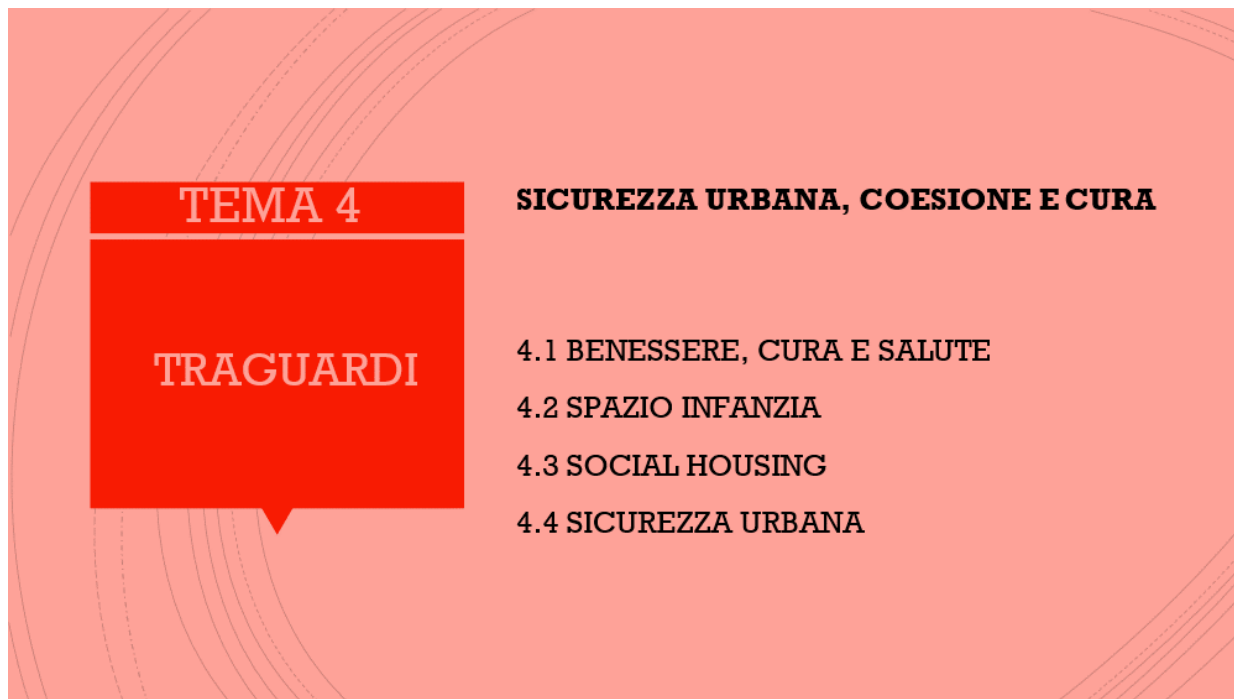 TEMA 4
TRAGUARDI
SICUREZZA URBANA, COESIONE E CURA
4.1 BENESSERE, CURA E SALUTE
4.2 SPAZIO INFANZIA
4.3 SOCIAL HOUSING
4.4 SICUREZZA URBANA